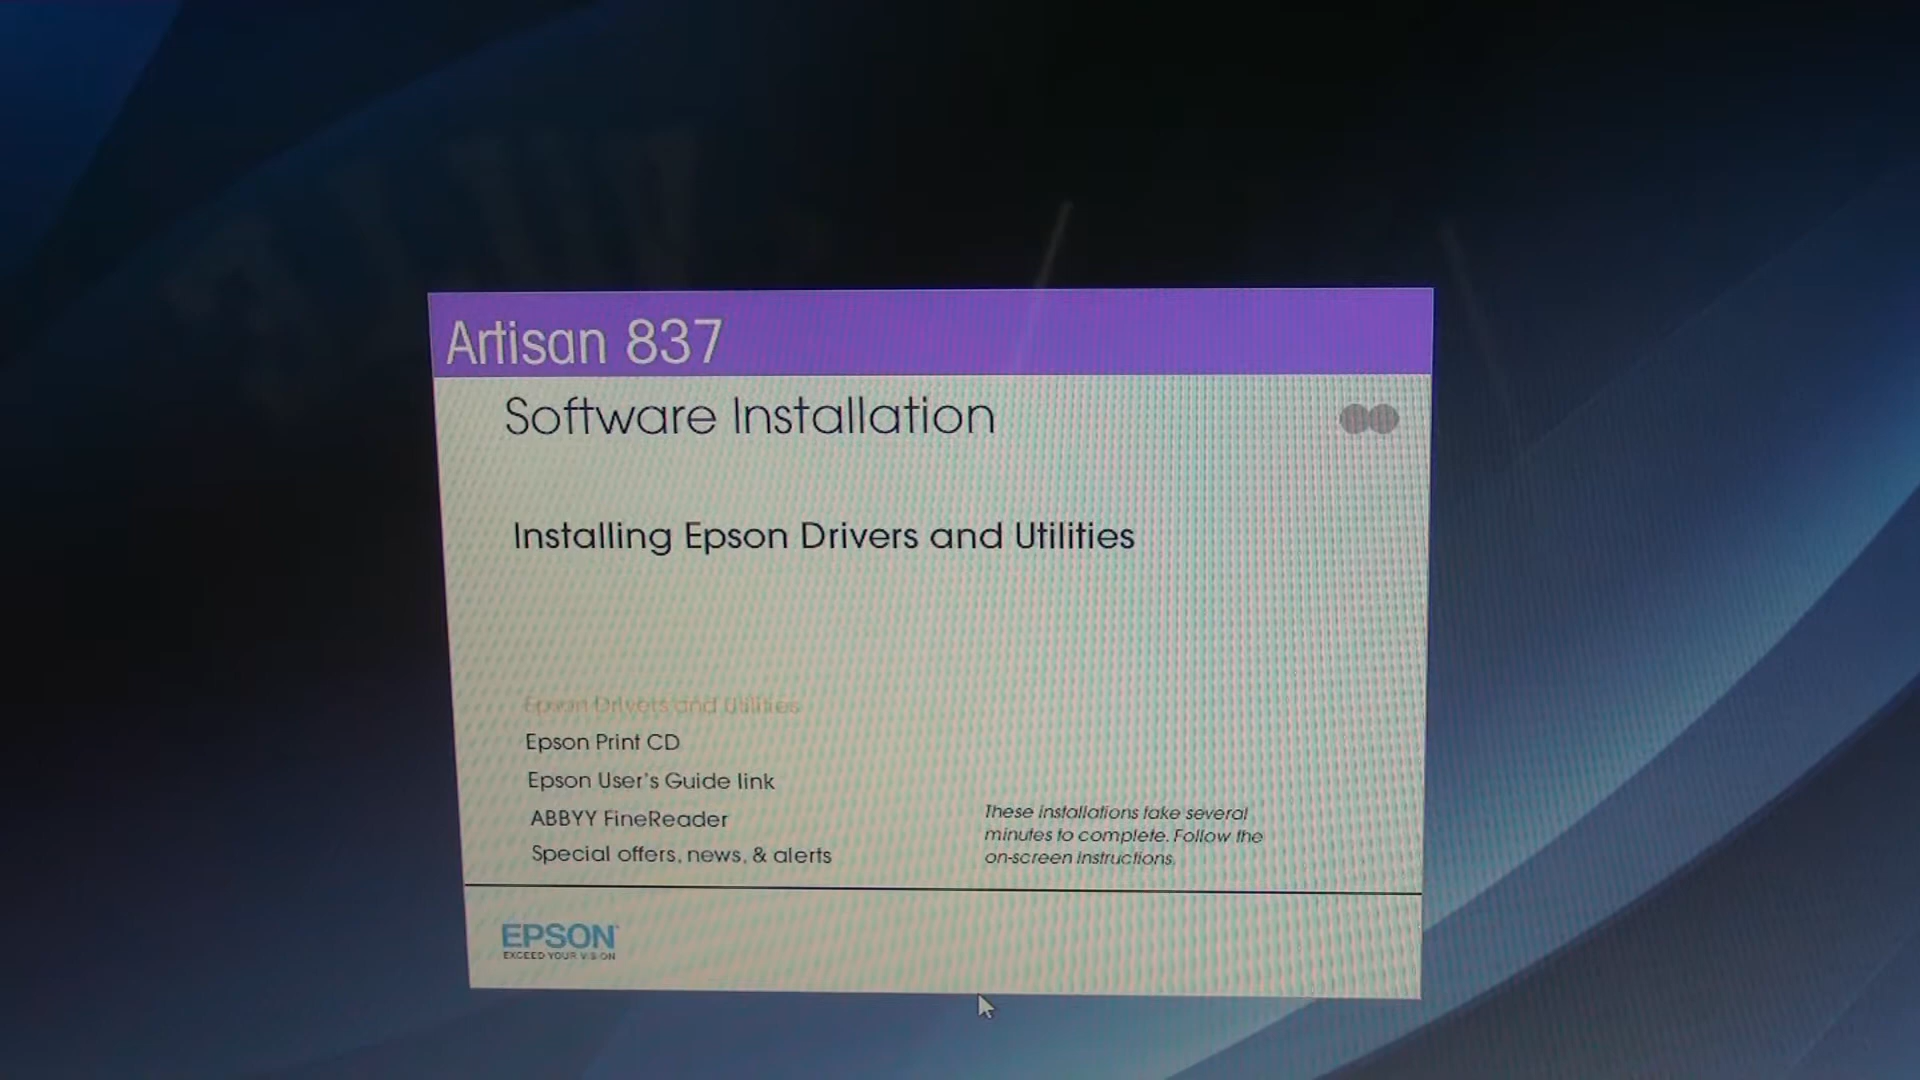 Artisan 837
Software Installation
Installing Epson Drivers and Utilities
Epson Drivers and Utilities
Epson Print CD
Epson User's Guide link
ABBYY FineReader
Special offers, news, & alerts
These installations take several
minutes to complete. Follow the
on-screen instructions.
EPSON
EXCEED YOUR VISION